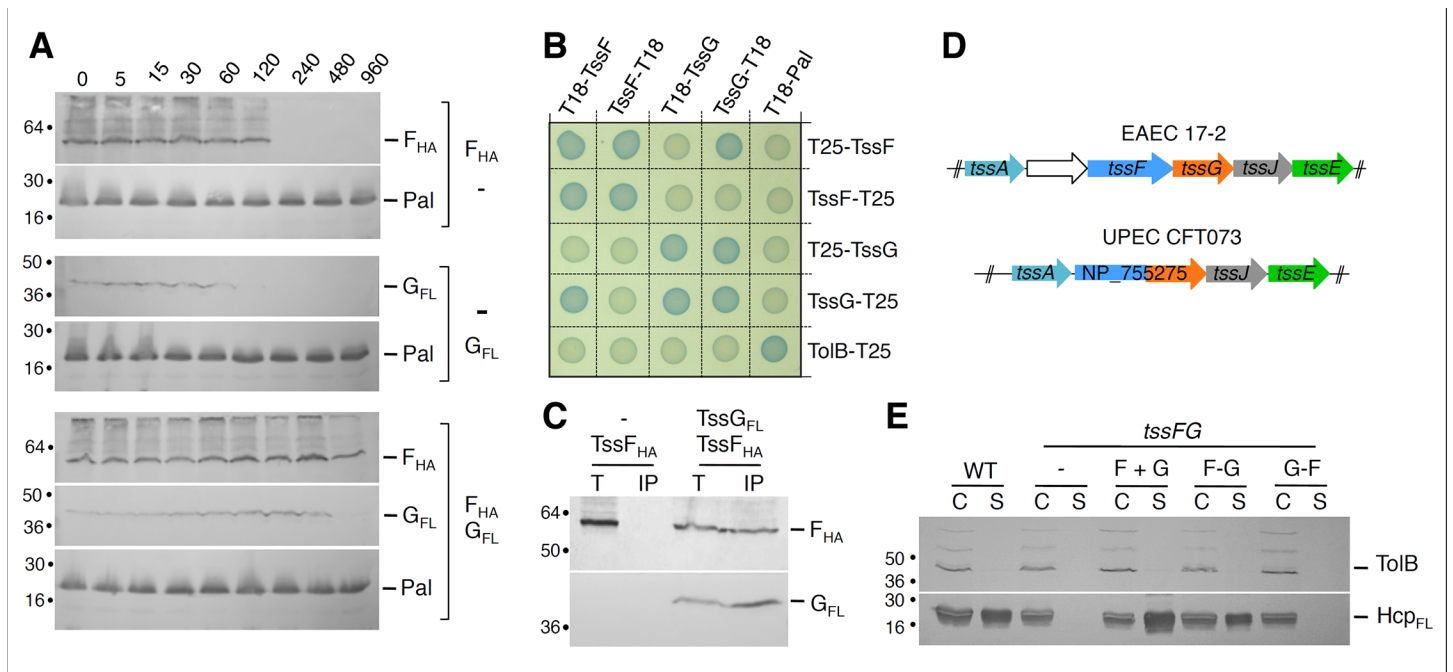 A
0 5 15 30 60 120 240 480 960
64
F_HA
30
16
Pal
F_HA
-
50
36
G_FL
30
16
Pal
-
G_FL
64
F_HA
50
36
G_FL
30
16
Pal
F_HA
G_FL
B
T18-TssF
TssF-T18
T18-TssG
TssG-T18
T18-Pal
T25-TssF
TssF-T25
T25-TssG
TssG-T25
TolB-T25
C
- TssG_FL
TssF_HA TssF_HA
T IP T IP
64
50
F_HA
36
G_FL
D
EAEC 17-2
tssA tssF tssG tssJ tssE
UPEC CFT073
tssA NP_755275 tssJ tssE
E
tssFG
WT - F + G F-G G-F
C S C S C S C S C S
50
36
TolB
30
16
Hcp_FL